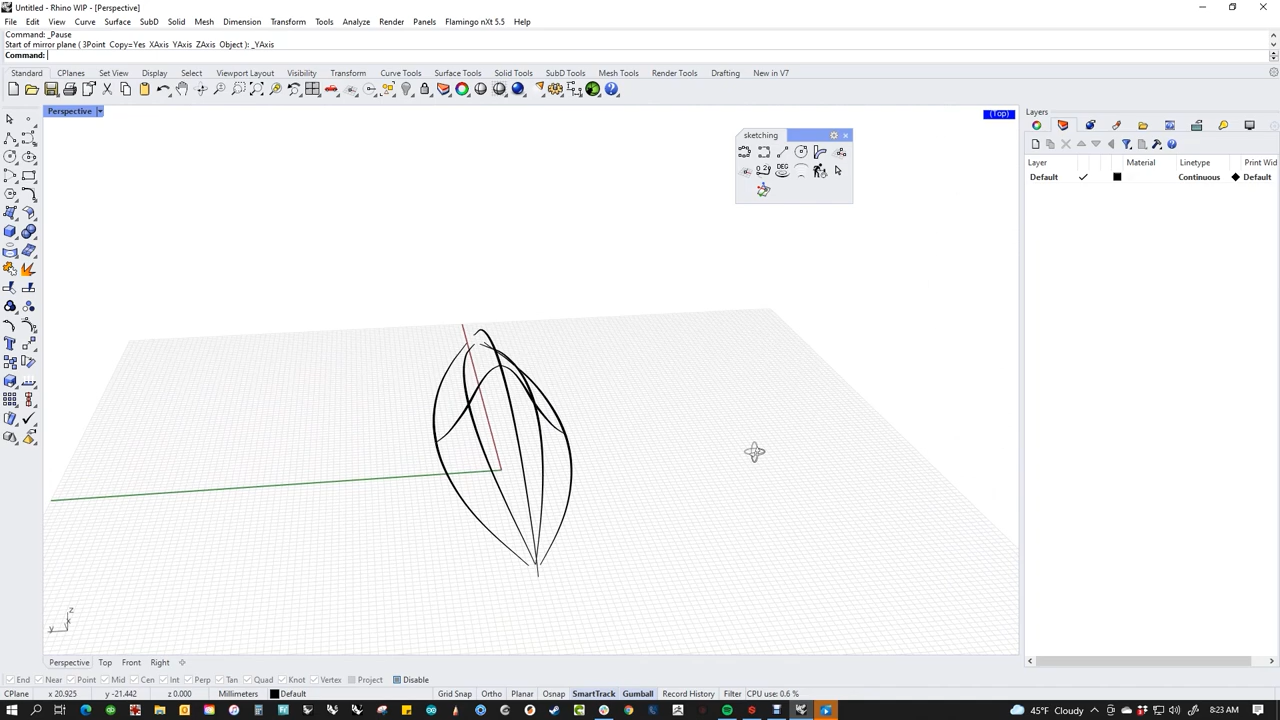 Untitled - Rhino WIP - [Perspective]
File Edit View Curve Surface SubD Solid Mesh Dimension Transform Tools Analyze Render Panels Flamingo nXt 5.5 Help
Command: _Pause
Start of mirror plane ( 3Point Copy=Yes XAxis YAxis ZAxis Object ): _YAxis
Command:
Standard CPlanes Set View Display Select Viewport Layout Visibility Transform Curve Tools Surface Tools Solid Tools SubD Tools Mesh Tools Render Tools Drafting New in V7
Perspective
(Top)
Layers
sketching
DEG
Layer Material Linetype Print Wid
Default Continuous Default
z
x
y
Perspective Top Front Right
End Near Point Mid Cen Int Perp Tan Quad Knot Vertex Project Disable
CPlane x 20.925 y -21.442 z 0.000 Millimeters Default Grid Snap Ortho Planar Osnap SmartTrack Gumball Record History Filter CPU use: 0.6 %
45°F Cloudy 8:23 AM